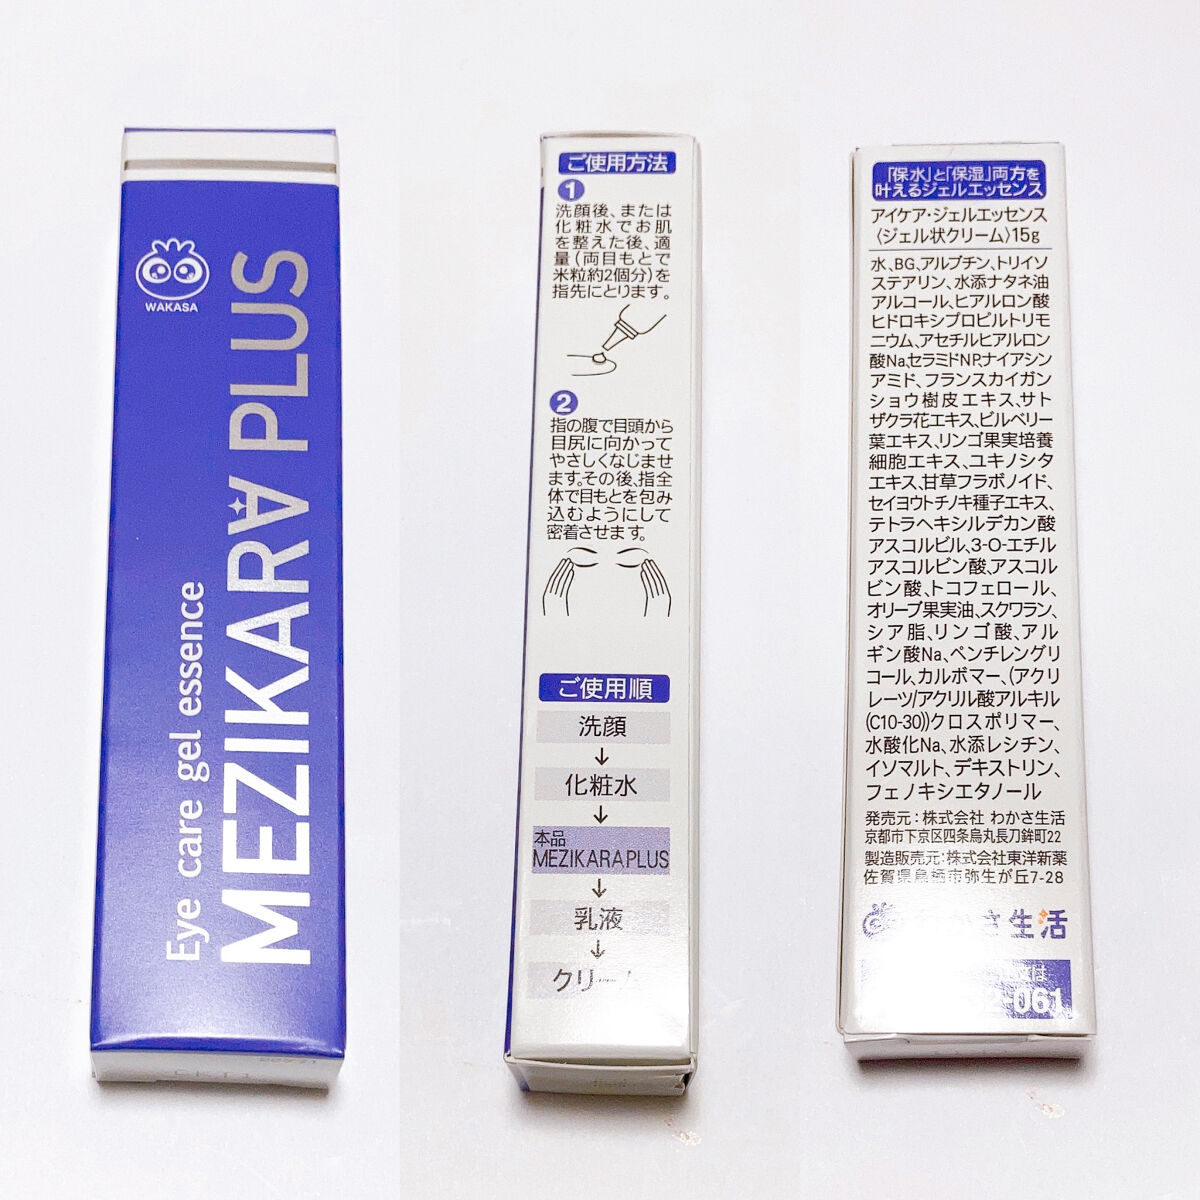 WAKASA
Eye care gel essence
MEZIKARA PLUS
ご使用方法
1
洗顔後、または
化粧水でお肌
を整えた後、適
量(両目もとで
米粒約2個分)を
指先にとります。
2
指の腹で目頭から
目尻に向かって
やさしくなじませ
ます。その後、指全
体で目もとを包み
込むようにして
密着させます。
ご使用順
洗顔
↓
化粧水
↓
本品
MEZIKARAPLUS
↓
乳液
↓
クリーム
「保水」と「保湿」両方を
叶えるジェルエッセンス
アイケア・ジェルエッセンス
〈ジェル状クリーム〉15g
水、BG、アルブチン、トリイソ
ステアリン、水添ナタネ油
アルコール、ヒアルロン酸
ヒドロキシプロピルトリモ
ニウム、アセチルヒアルロン
酸Na、セラミドNP、ナイアシン
アミド、フランスカイガン
ショウ樹皮エキス、サト
ザクラ花エキス、ビルベリー
葉エキス、リンゴ果実培養
細胞エキス、ユキノシタ
エキス、甘草フラボノイド、
セイヨウトチノキ種子エキス、
テトラヘキシルデカン酸
アスコルビル、3-O-エチル
アスコルビン酸、アスコル
ビン酸、トコフェロール、
オリーブ果実油、スクワラン、
シア脂、リンゴ酸、アル
ギン酸Na、ペンチレングリ
コール、カルボマー、(アクリ
レーツ/アクリル酸アルキル
(C10-30))クロスポリマー、
水酸化Na、水添レシチン、
イソマルト、デキストリン、
フェノキシエタノール
発売元:株式会社 わかさ生活
京都市下京区四条烏丸長刀鉾町22
製造販売元:株式会社東洋新薬
佐賀県鳥栖市弥生が丘7-28
さ生活
は
-061